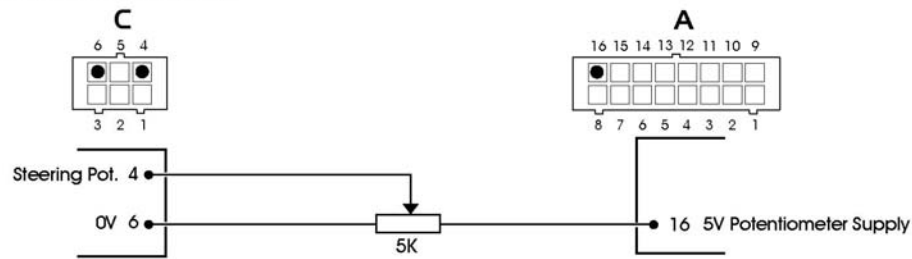 C
A
6 5 4
16 15 14 13 12 11 10 9
3 2 1
8 7 6 5 4 3 2 1
Steering Pot. 4
0V 6
5K
16 5V Potentiometer Supply